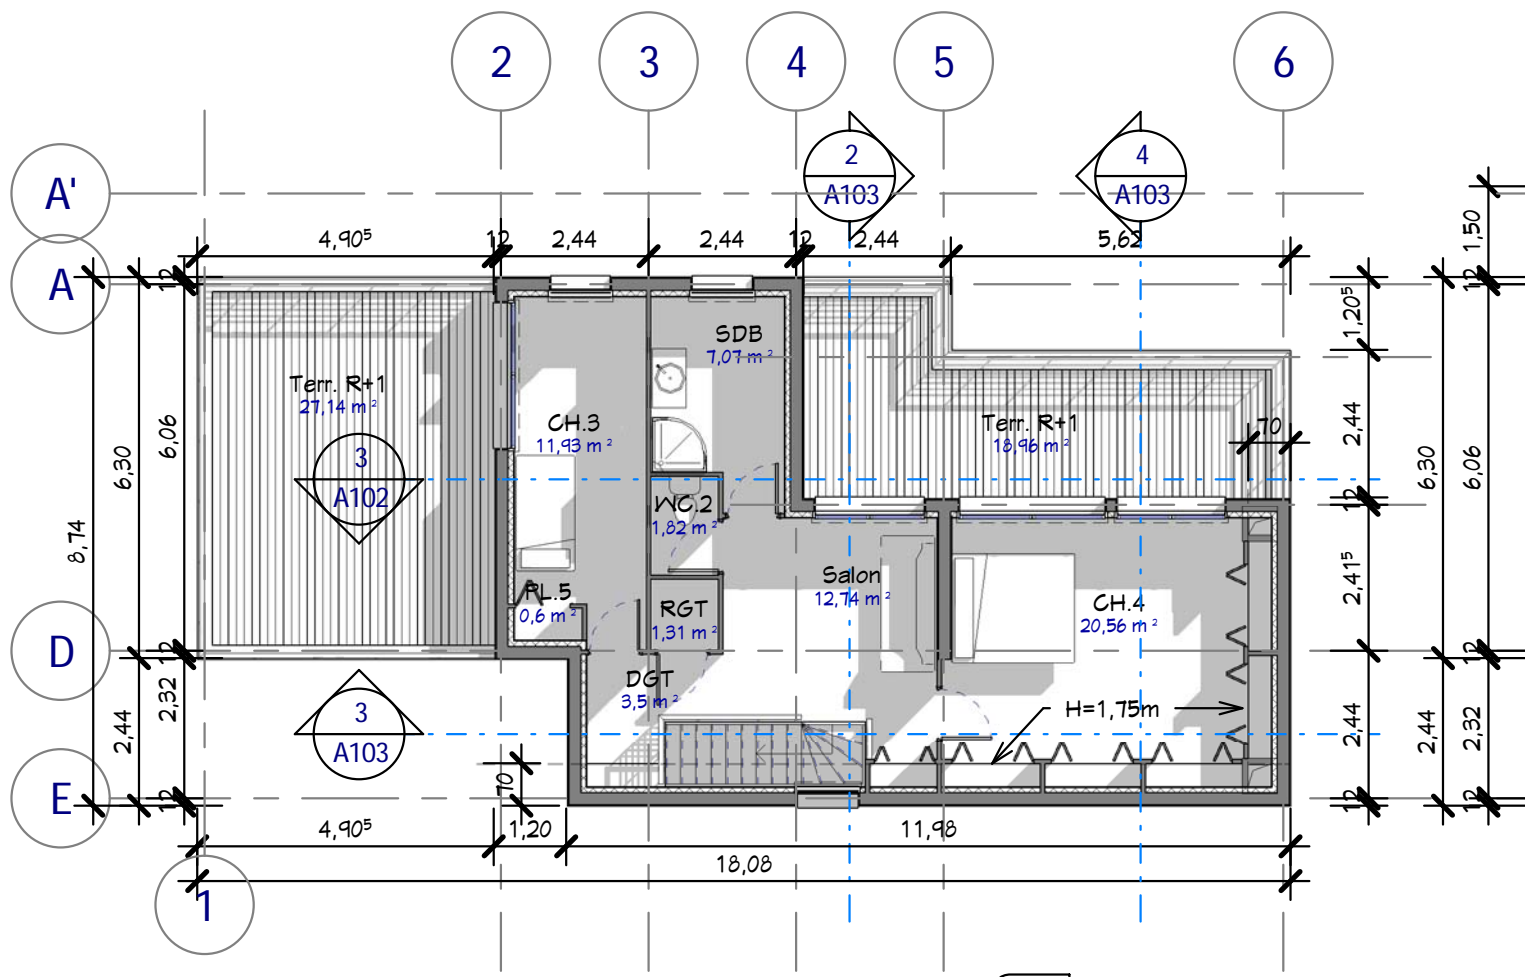 2
3
4
5
6
A'
2
A103
4
A103
4,90⁵
12
2,44
2,44
12
2,44
5,62
1,50
A
12
12
12
12
SDB
7,07 m²
1,20⁵
Terr. R+1
27,14 m²
CH.3
11,93 m²
Terr. R+1
18,96 m²
70
2,44
6,06
6,30
8,74
3
A102
6,30
6,06
WC.2
1,82 m²
12
Salon
12,74 m²
CH.4
20,56 m²
2,41⁵
PL.5
0,6 m²
RGT
1,31 m²
D
12
12
12
DGT
3,5 m²
3
A103
H=1,75m
2,32
2,44
2,44
2,44
2,32
70
E
12
12
12
4,90⁵
1,20
11,98
18,08
1